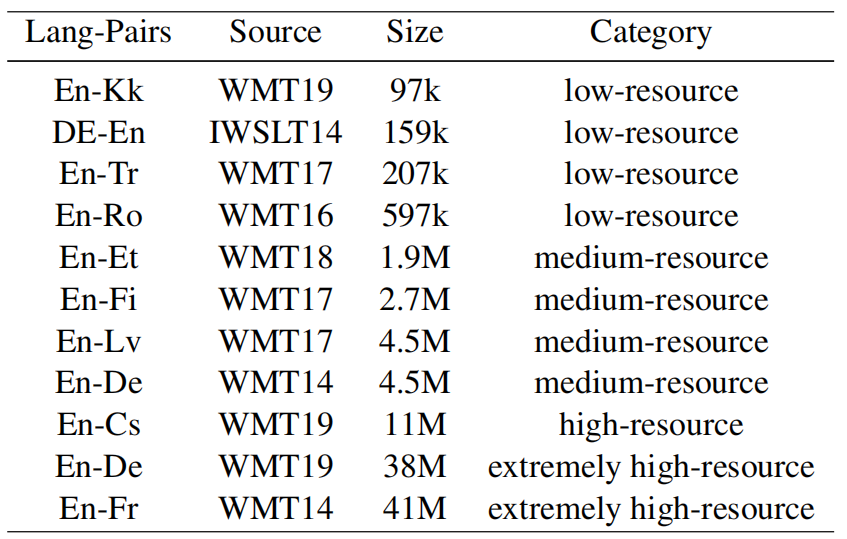 Lang-Pairs Source Size Category
En-Kk WMT19 97k low-resource
DE-En IWSLT14 159k low-resource
En-Tr WMT17 207k low-resource
En-Ro WMT16 597k low-resource
En-Et WMT18 1.9M medium-resource
En-Fi WMT17 2.7M medium-resource
En-Lv WMT17 4.5M medium-resource
En-De WMT14 4.5M medium-resource
En-Cs WMT19 11M high-resource
En-De WMT19 38M extremely high-resource
En-Fr WMT14 41M extremely high-resource